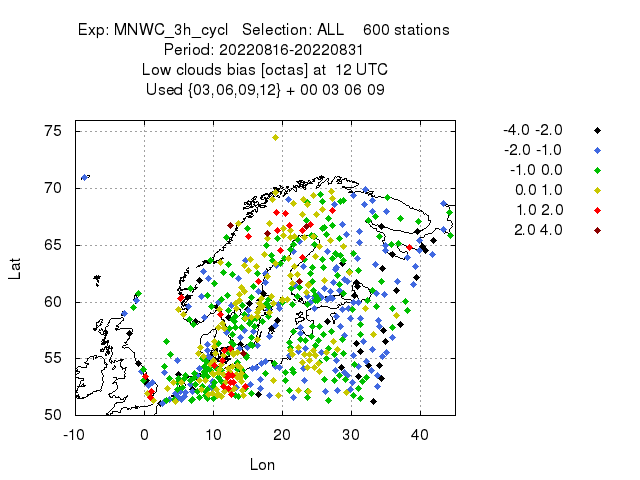 Exp: MNWC_3h_cycl   Selection: ALL    600 stations
Period: 20220816-20220831
Low clouds bias [octas] at  12 UTC
Used {03,06,09,12} + 00 03 06 09
-4.0 -2.0
-2.0 -1.0
-1.0 0.0
0.0 1.0
1.0 2.0
2.0 4.0
75
70
65
60
55
50
Lat
-10 0 10 20 30 40
Lon